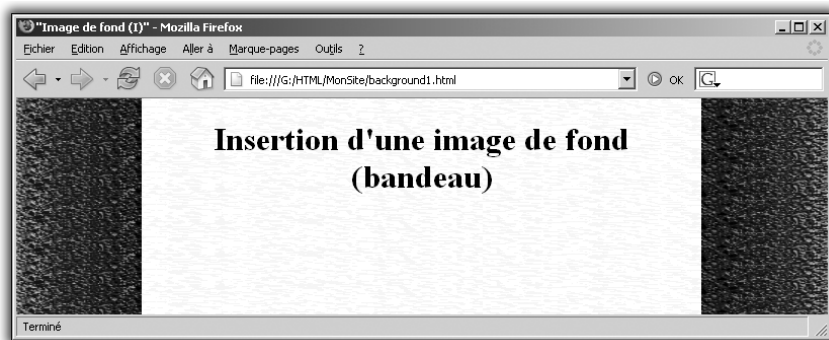 "Image de fond (I)" - Mozilla Firefox
Fichier Edition Affichage Aller à Marque-pages Outils ?
file:///G:/HTML/MonSite/background1.html OK G
Insertion d'une image de fond
(bandeau)
Terminé